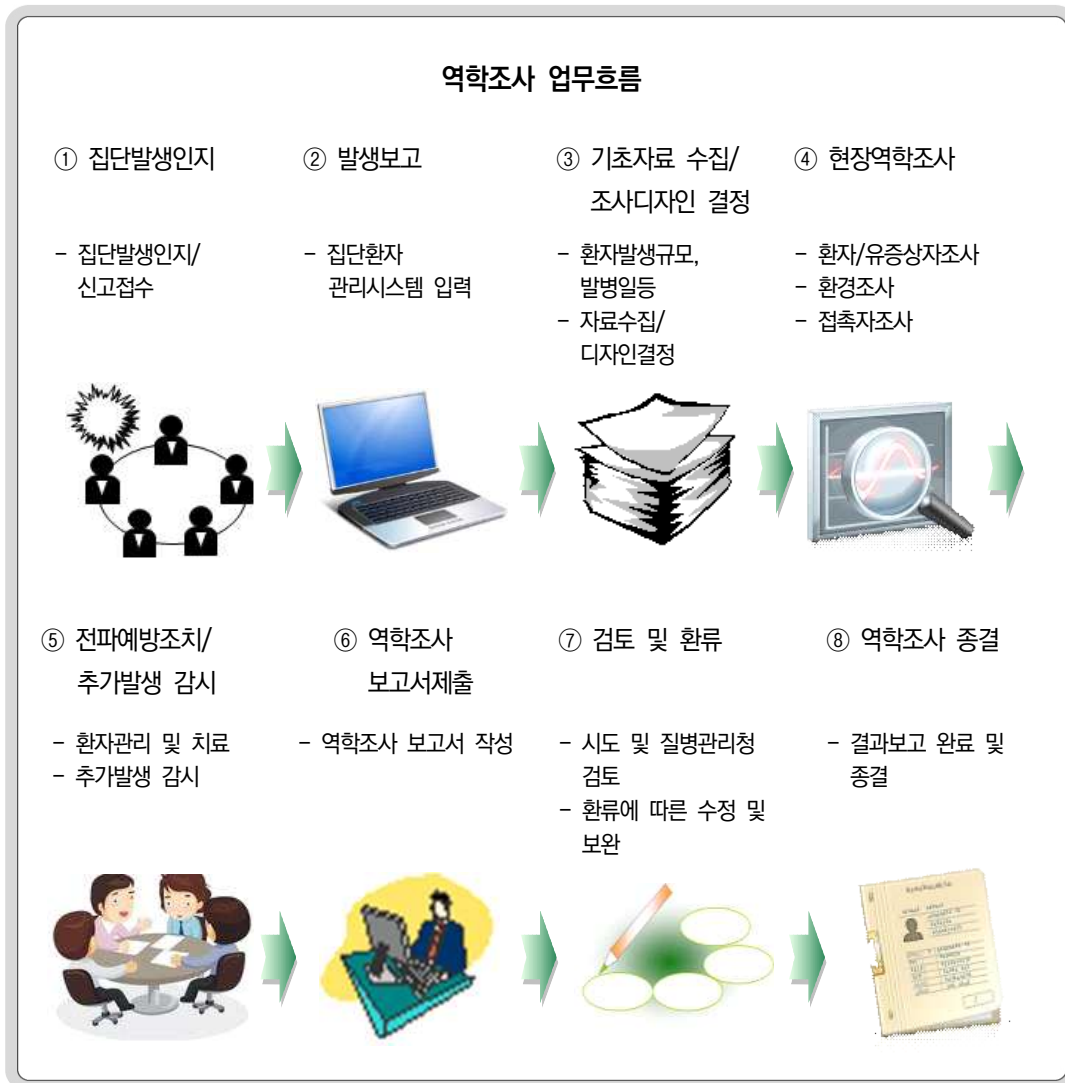 역학조사 업무흐름
① 집단발생인지
- 집단발생인지/
신고접수
② 발생보고
- 집단환자
관리시스템 입력
③ 기초자료 수집/
조사디자인 결정
- 환자발생규모,
발병일등
- 자료수집/
디자인결정
④ 현장역학조사
- 환자/유증상자조사
- 환경조사
- 접촉자조사
⑤ 전파예방조치/
추가발생 감시
- 환자관리 및 치료
- 추가발생 감시
⑥ 역학조사
보고서제출
- 역학조사 보고서 작성
⑦ 검토 및 환류
- 시도 및 질병관리청
검토
- 환류에 따른 수정 및
보완
⑧ 역학조사 종결
- 결과보고 완료 및
종결